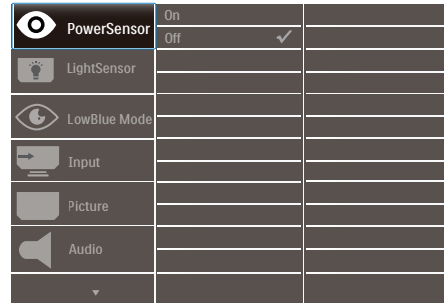 PowerSensor
On
Off
LightSensor
LowBlue Mode
Input
Picture
Audio